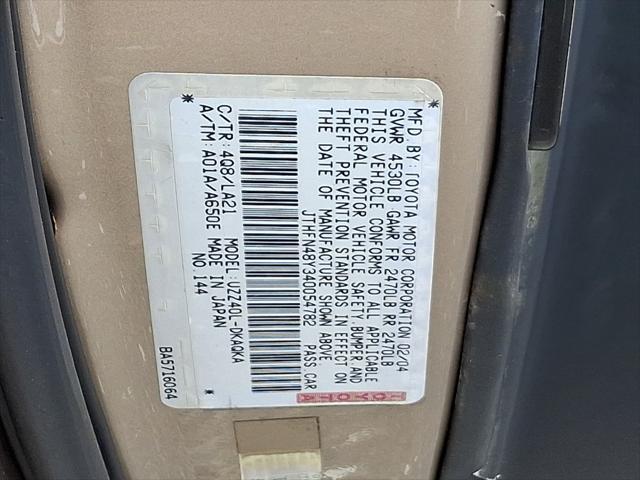 MFD. BY: TOYOTA MOTOR CORPORATION 02/04
GVWR 4530LB GAWR FR 2470LB RR 2470LB
THIS VEHICLE CONFORMS TO ALL APPLICABLE
FEDERAL MOTOR VEHICLE SAFETY, BUMPER, AND
THEFT PREVENTION STANDARDS IN EFFECT ON
THE DATE OF MANUFACTURE SHOWN ABOVE.
JTHFN48Y340054782 PASS. CAR
C/TR: 4Q8/LA21 MODEL: UZZ40L-DKAQKA
A/TM: A01A/A650E MADE IN JAPAN
NO. 144
BA5716064
TOYOTA